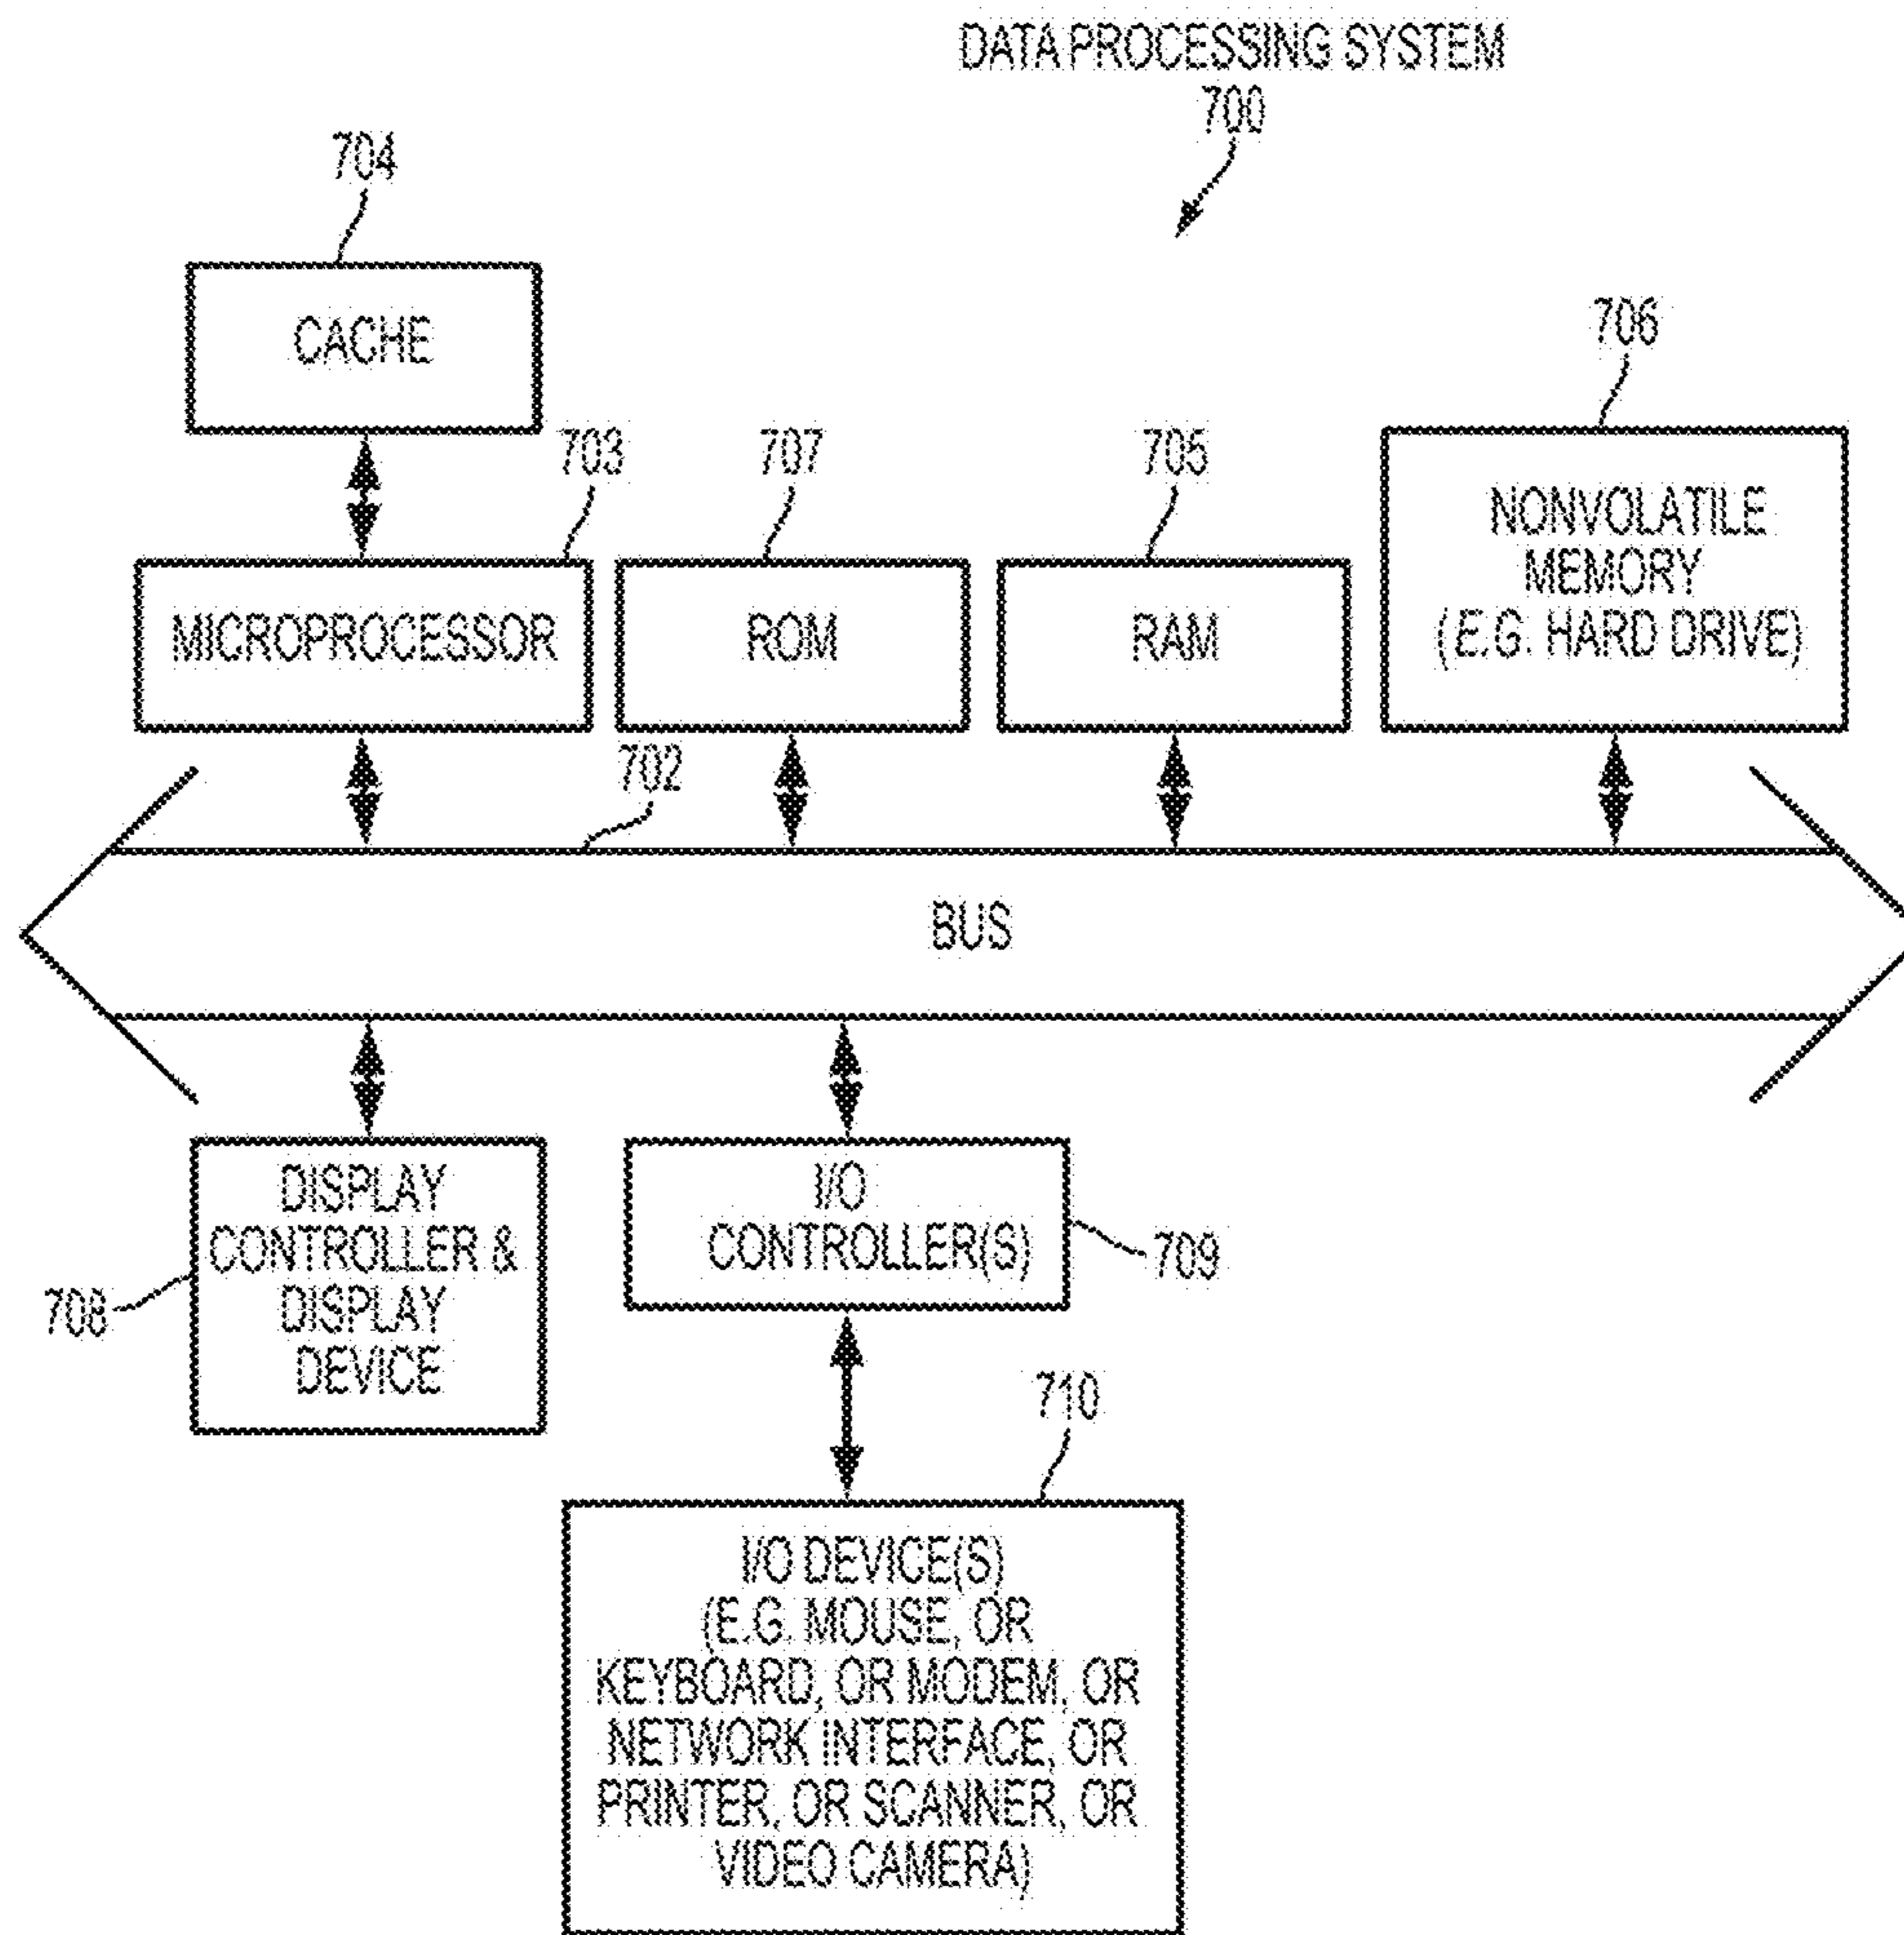 DATA PROCESSING SYSTEM
700
704
CACHE
706
703
707
705
NONVOLATILE
MEMORY
(E.G. HARD DRIVE)
MICROPROCESSOR
ROM
RAM
702
BUS
DISPLAY
CONTROLLER &
DISPLAY
DEVICE
708
I/O
CONTROLLER(S)
709
710
I/O DEVICE(S)
(E.G. MOUSE, OR
KEYBOARD, OR MODEM, OR
NETWORK INTERFACE, OR
PRINTER, OR SCANNER, OR
VIDEO CAMERA)